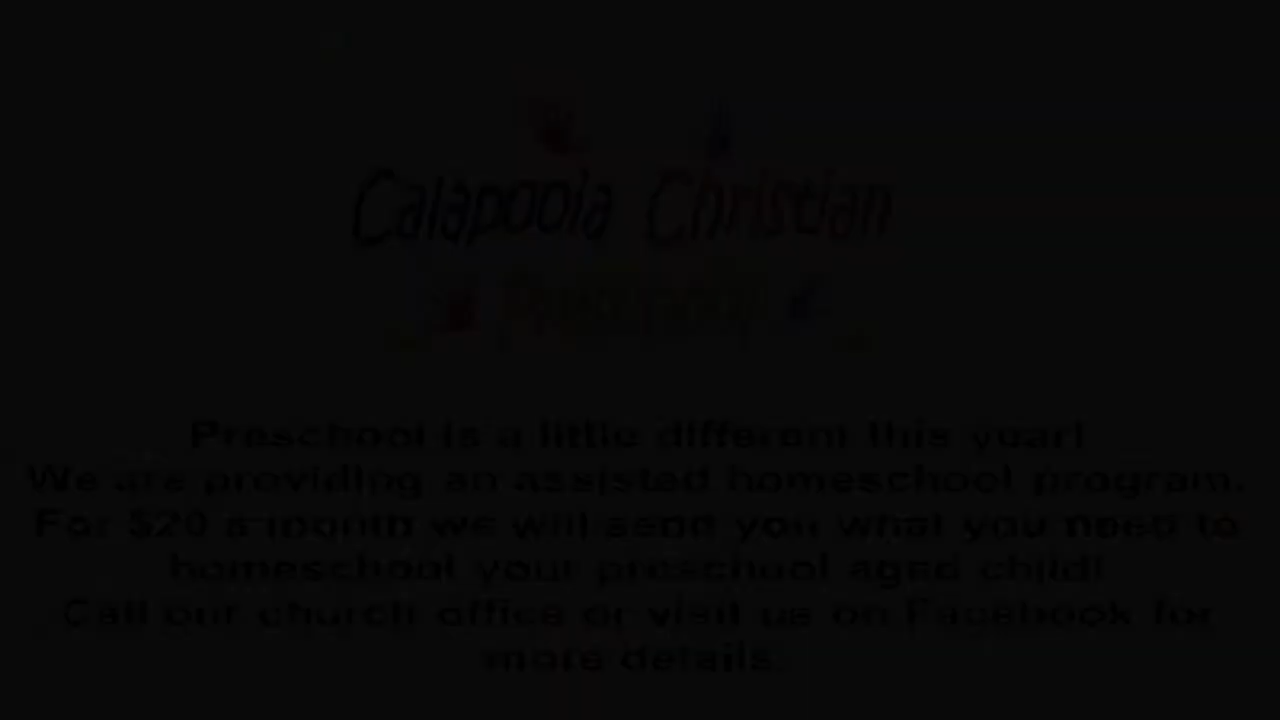 Calapooia Christian
Preschool
Preschool is a little different this year!
We are providing an assisted homeschool program.
For $20 a month we will send you what you need to
homeschool your preschool aged child!
Call our church office or visit us on Facebook for
more details.